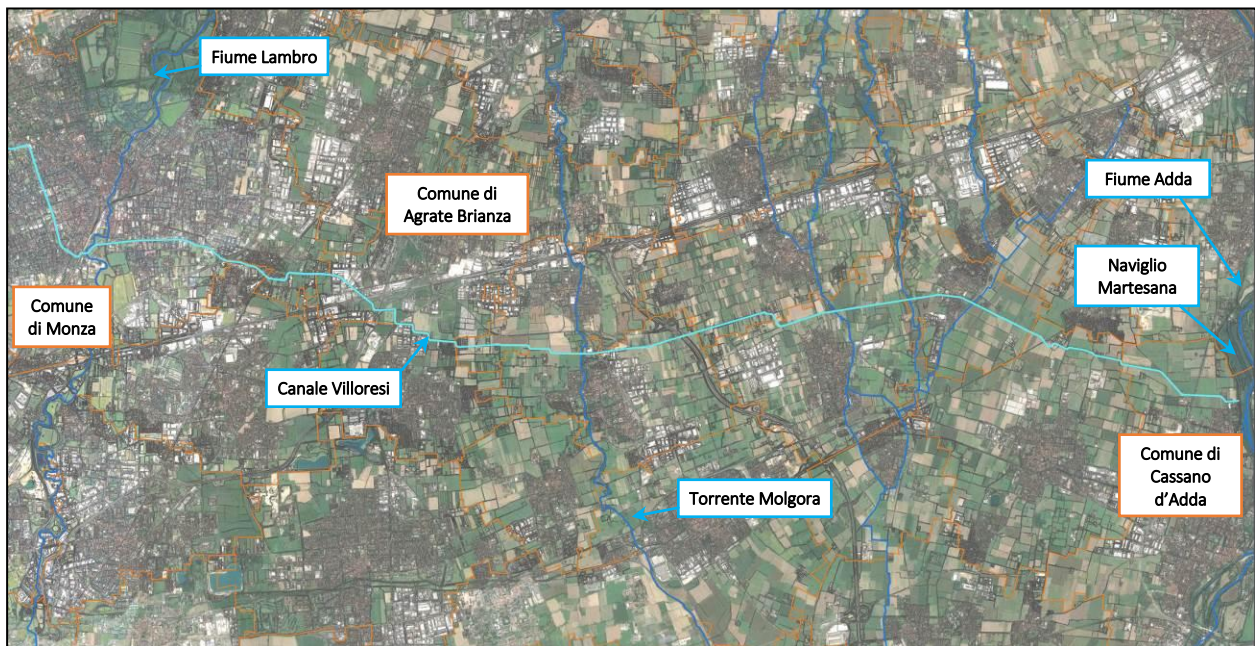 Fiume Lambro
Comune di
Agrate Brianza
Fiume Adda
Naviglio
Martesana
Comune
di Monza
Canale Villoresi
Comune di
Cassano
d'Adda
Torrente Molgora